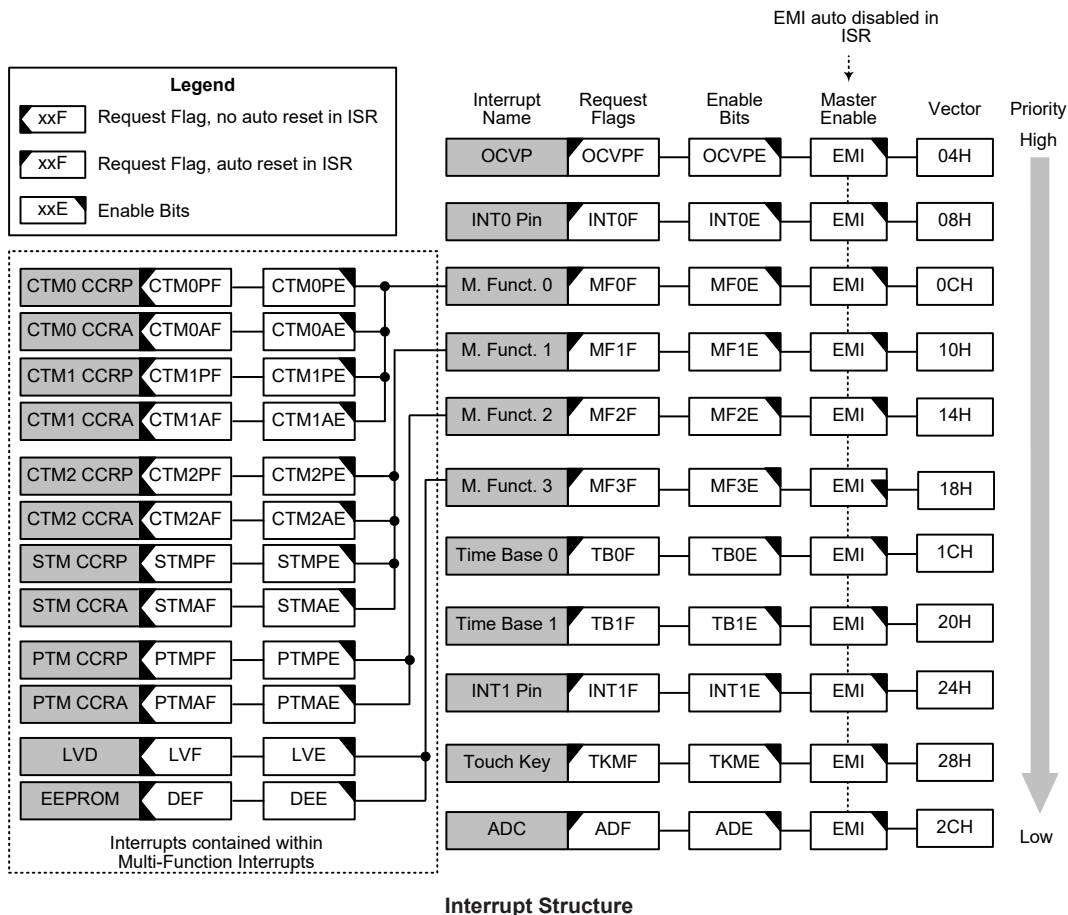 EMI auto disabled in
ISR
Legend
xxF Request Flag, no auto reset in ISR
xxF Request Flag, auto reset in ISR
xxE Enable Bits
Interrupt Name Request Flags Enable Bits Master Enable Vector Priority
High
OCVP OCVPF OCVPE EMI 04H
INT0 Pin INT0F INT0E EMI 08H
M. Funct. 0 MF0F MF0E EMI 0CH
M. Funct. 1 MF1F MF1E EMI 10H
M. Funct. 2 MF2F MF2E EMI 14H
M. Funct. 3 MF3F MF3E EMI 18H
Time Base 0 TB0F TB0E EMI 1CH
Time Base 1 TB1F TB1E EMI 20H
INT1 Pin INT1F INT1E EMI 24H
Touch Key TKMF TKME EMI 28H
ADC ADF ADE EMI 2CH
Low
CTM0 CCRP CTM0PF CTM0PE
CTM0 CCRA CTM0AF CTM0AE
CTM1 CCRP CTM1PF CTM1PE
CTM1 CCRA CTM1AF CTM1AE
CTM2 CCRP CTM2PF CTM2PE
CTM2 CCRA CTM2AF CTM2AE
STM CCRP STMPF STMPE
STM CCRA STMAF STMAE
PTM CCRP PTMPF PTMPE
PTM CCRA PTMAF PTMAE
LVD LVF LVE
EEPROM DEF DEE
Interrupts contained within
Multi-Function Interrupts
Interrupt Structure